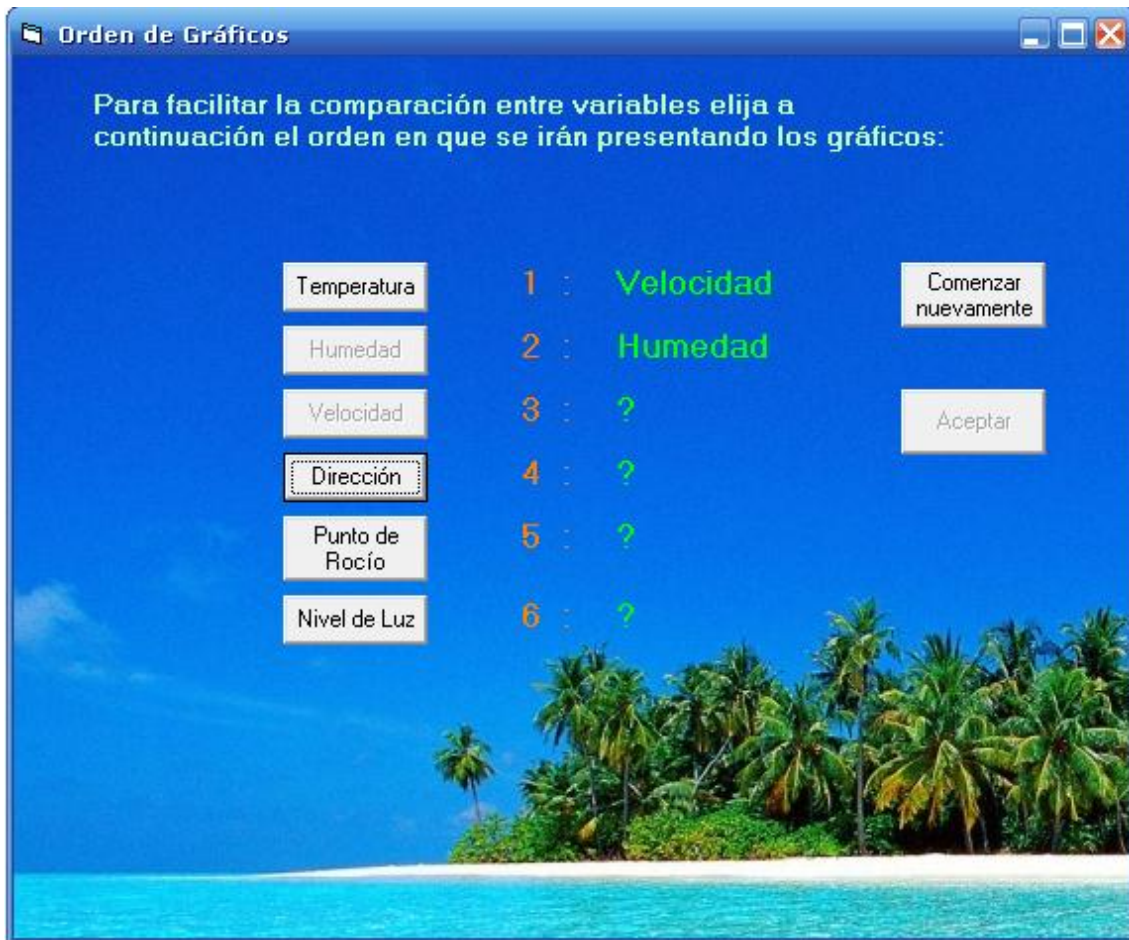 Orden de Gráficos
Para facilitar la comparación entre variables elija a
continuación el orden en que se irán presentando los gráficos:
Temperatura
1 : Velocidad
Comenzar
nuevamente
Humedad
2 : Humedad
Velocidad
3 : ?
Aceptar
Dirección
4 : ?
Punto de
Rocío
5 : ?
Nivel de Luz
6 : ?